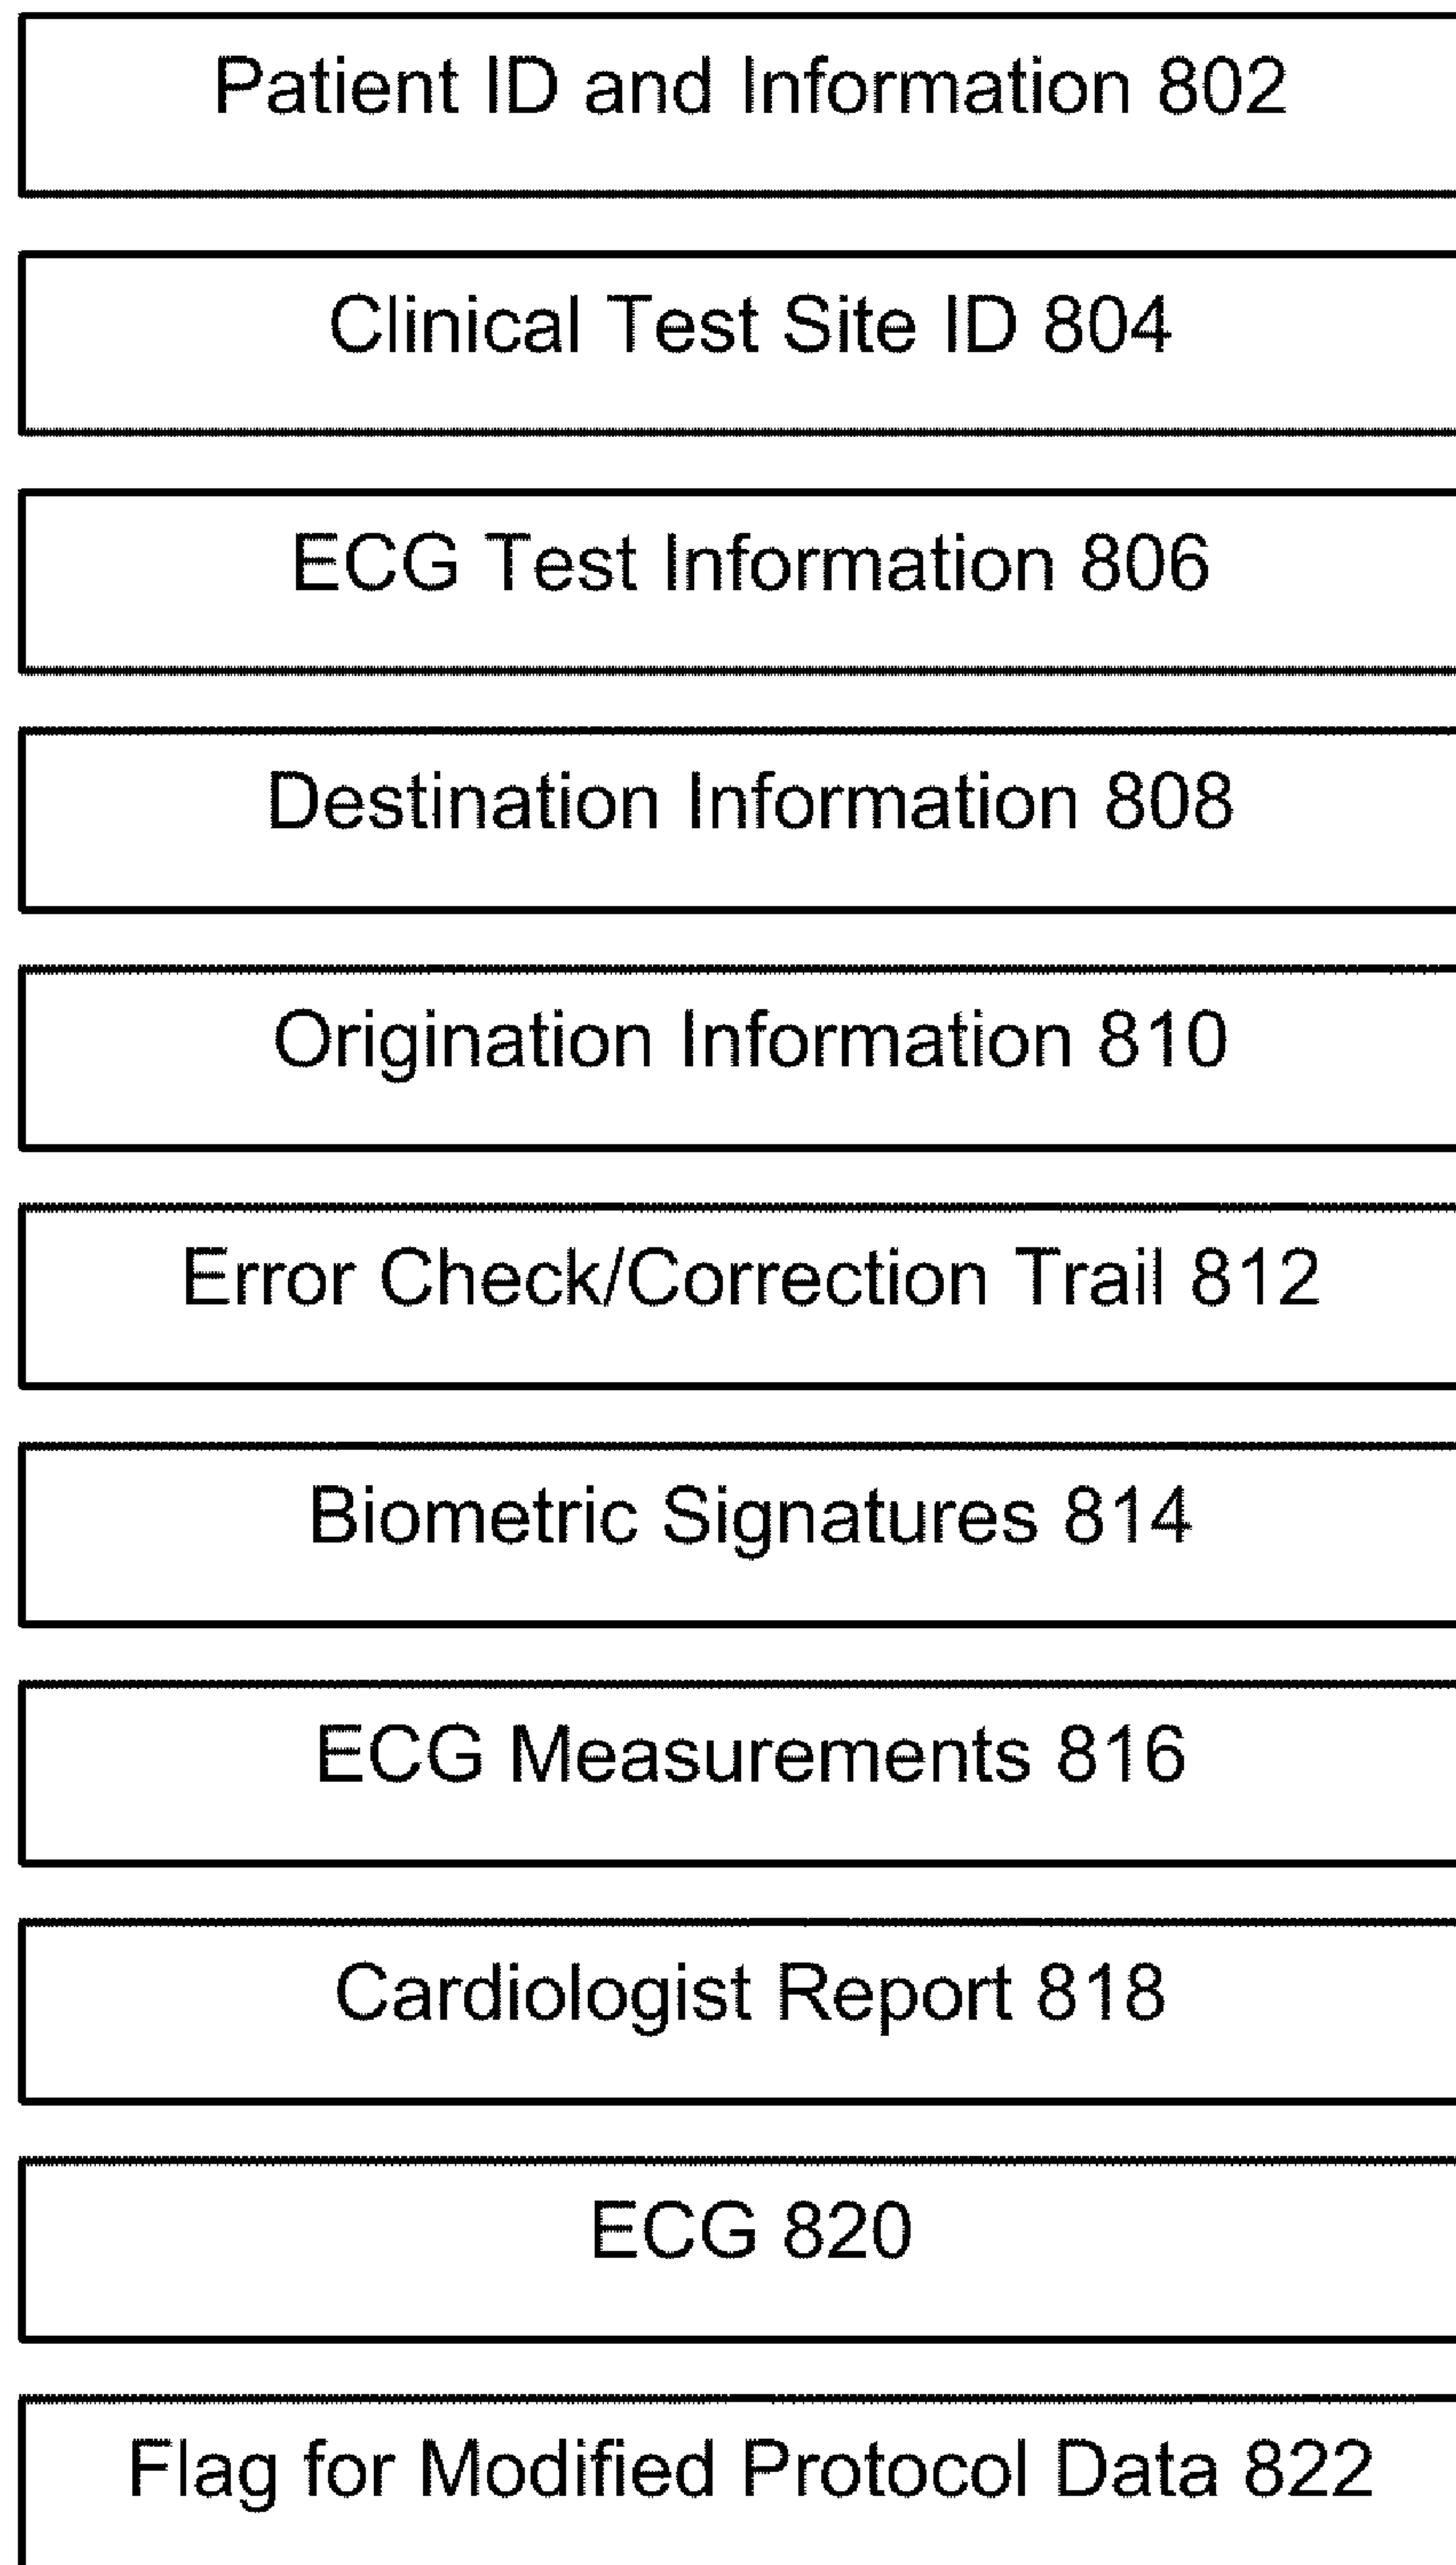 Patient ID and Information 802
Clinical Test Site ID 804
ECG Test Information 806
Destination Information 808
Origination Information 810
Error Check/Correction Trail 812
Biometric Signatures 814
ECG Measurements 816
Cardiologist Report 818
ECG 820
Flag for Modified Protocol Data 822